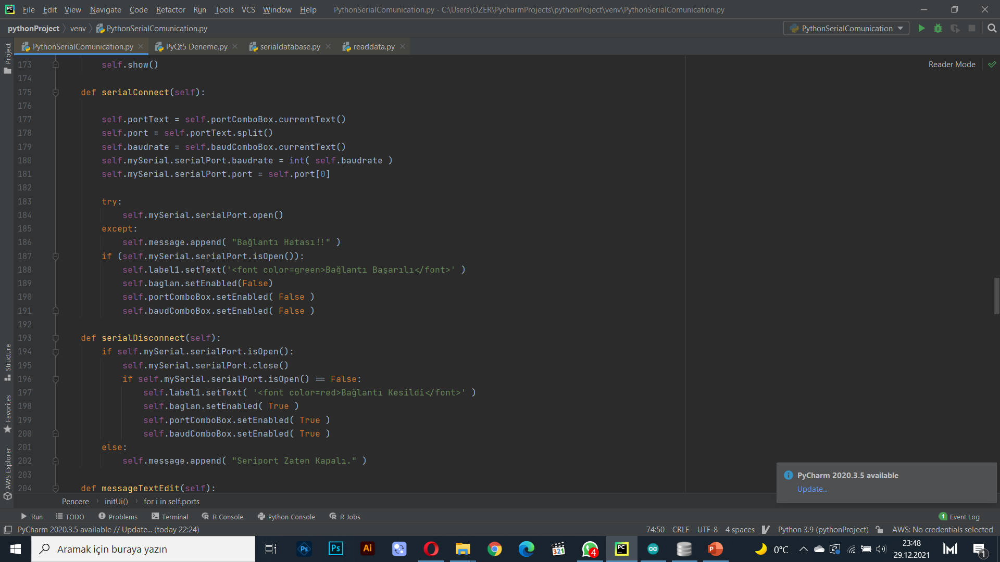 File Edit View Navigate Code Refactor Run Tools VCS Window Help PythonSerialComunication.py - C:\Users\ÖZER\PycharmProjects\pythonProject\venv\PythonSerialComunication.py
pythonProject venv PythonSerialComunication.py PythonSerialComunication
PythonSerialComunication.py PyQt5 Deneme.py serialdatabase.py readdata.py
Project
Structure
Favorites
AWS Explorer
Reader Mode
173 self.show()
174
175 def serialConnect(self):
176
177 self.portText = self.portComboBox.currentText()
178 self.port = self.portText.split()
179 self.baudrate = self.baudComboBox.currentText()
180 self.mySerial.serialPort.baudrate = int( self.baudrate )
181 self.mySerial.serialPort.port = self.port[0]
182
183 try:
184 self.mySerial.serialPort.open()
185 except:
186 self.message.append( "Bağlantı Hatası!!" )
187 if (self.mySerial.serialPort.isOpen()):
188 self.label1.setText('<font color=green>Bağlantı Başarılı</font>' )
189 self.baglan.setEnabled(False)
190 self.portComboBox.setEnabled( False )
191 self.baudComboBox.setEnabled( False )
192
193 def serialDisconnect(self):
194 if self.mySerial.serialPort.isOpen():
195 self.mySerial.serialPort.close()
196 if self.mySerial.serialPort.isOpen() == False:
197 self.label1.setText( '<font color=red>Bağlantı Kesildi</font>' )
198 self.baglan.setEnabled( True )
199 self.portComboBox.setEnabled( True )
200 self.baudComboBox.setEnabled( True )
201 else:
202 self.message.append( "Seriport Zaten Kapalı." )
203
204 def messageTextEdit(self):
PyCharm 2020.3.5 available
Update...
Pencere initUi() for i in self.ports
Run TODO Problems Terminal R Console Python Console R Jobs 1 Event Log
PyCharm 2020.3.5 available // Update... (today 22:24) 74:50 CRLF UTF-8 4 spaces Python 3.9 (pythonProject) AWS: No credentials selected
Aramak için buraya yazın
Ps
Ps
Ai
321
4
PC
P
0°C
23:48
29.12.2021
1